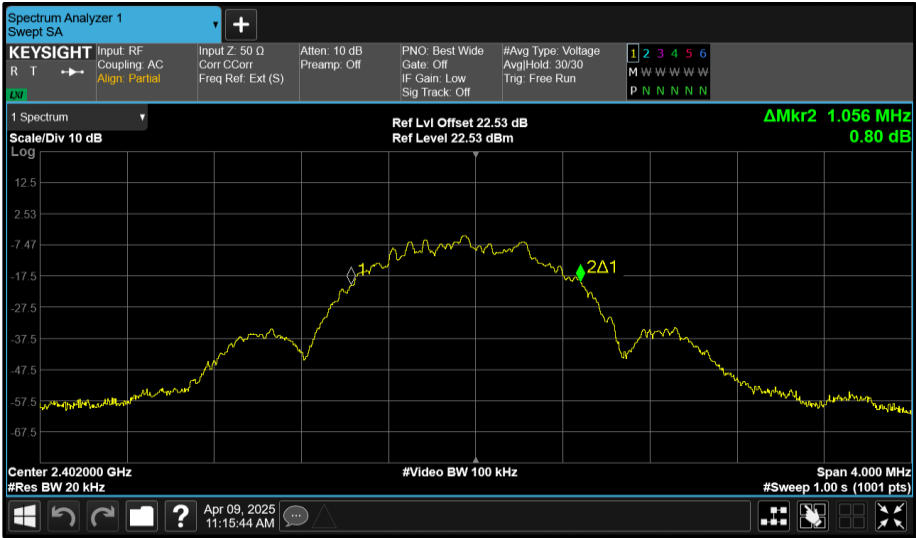 Spectrum Analyzer 1
Swept SA
+
KEYSIGHT
R T
LXI
Input: RF
Coupling: AC
Align: Partial
Input Z: 50 Ω
Corr CCorr
Freq Ref: Ext (S)
Atten: 10 dB
Preamp: Off
PNO: Best Wide
Gate: Off
IF Gain: Low
Sig Track: Off
#Avg Type: Voltage
Avg|Hold: 30/30
Trig: Free Run
1 2 3 4 5 6
M W W W W W
P N N N N N
1 Spectrum
Scale/Div 10 dB
Log
Ref Lvl Offset 22.53 dB
Ref Level 22.53 dBm
ΔMkr2 1.056 MHz
0.80 dB
12.5
2.53
-7.47
-17.5
-27.5
-37.5
-47.5
-57.5
-67.5
1
2Δ1
Center 2.402000 GHz
#Res BW 20 kHz
#Video BW 100 kHz
Span 4.000 MHz
#Sweep 1.00 s (1001 pts)
?
Apr 09, 2025
11:15:44 AM